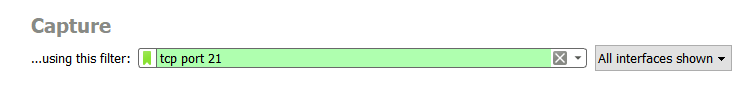 Capture
...using this filter: tcp port 21 All interfaces shown